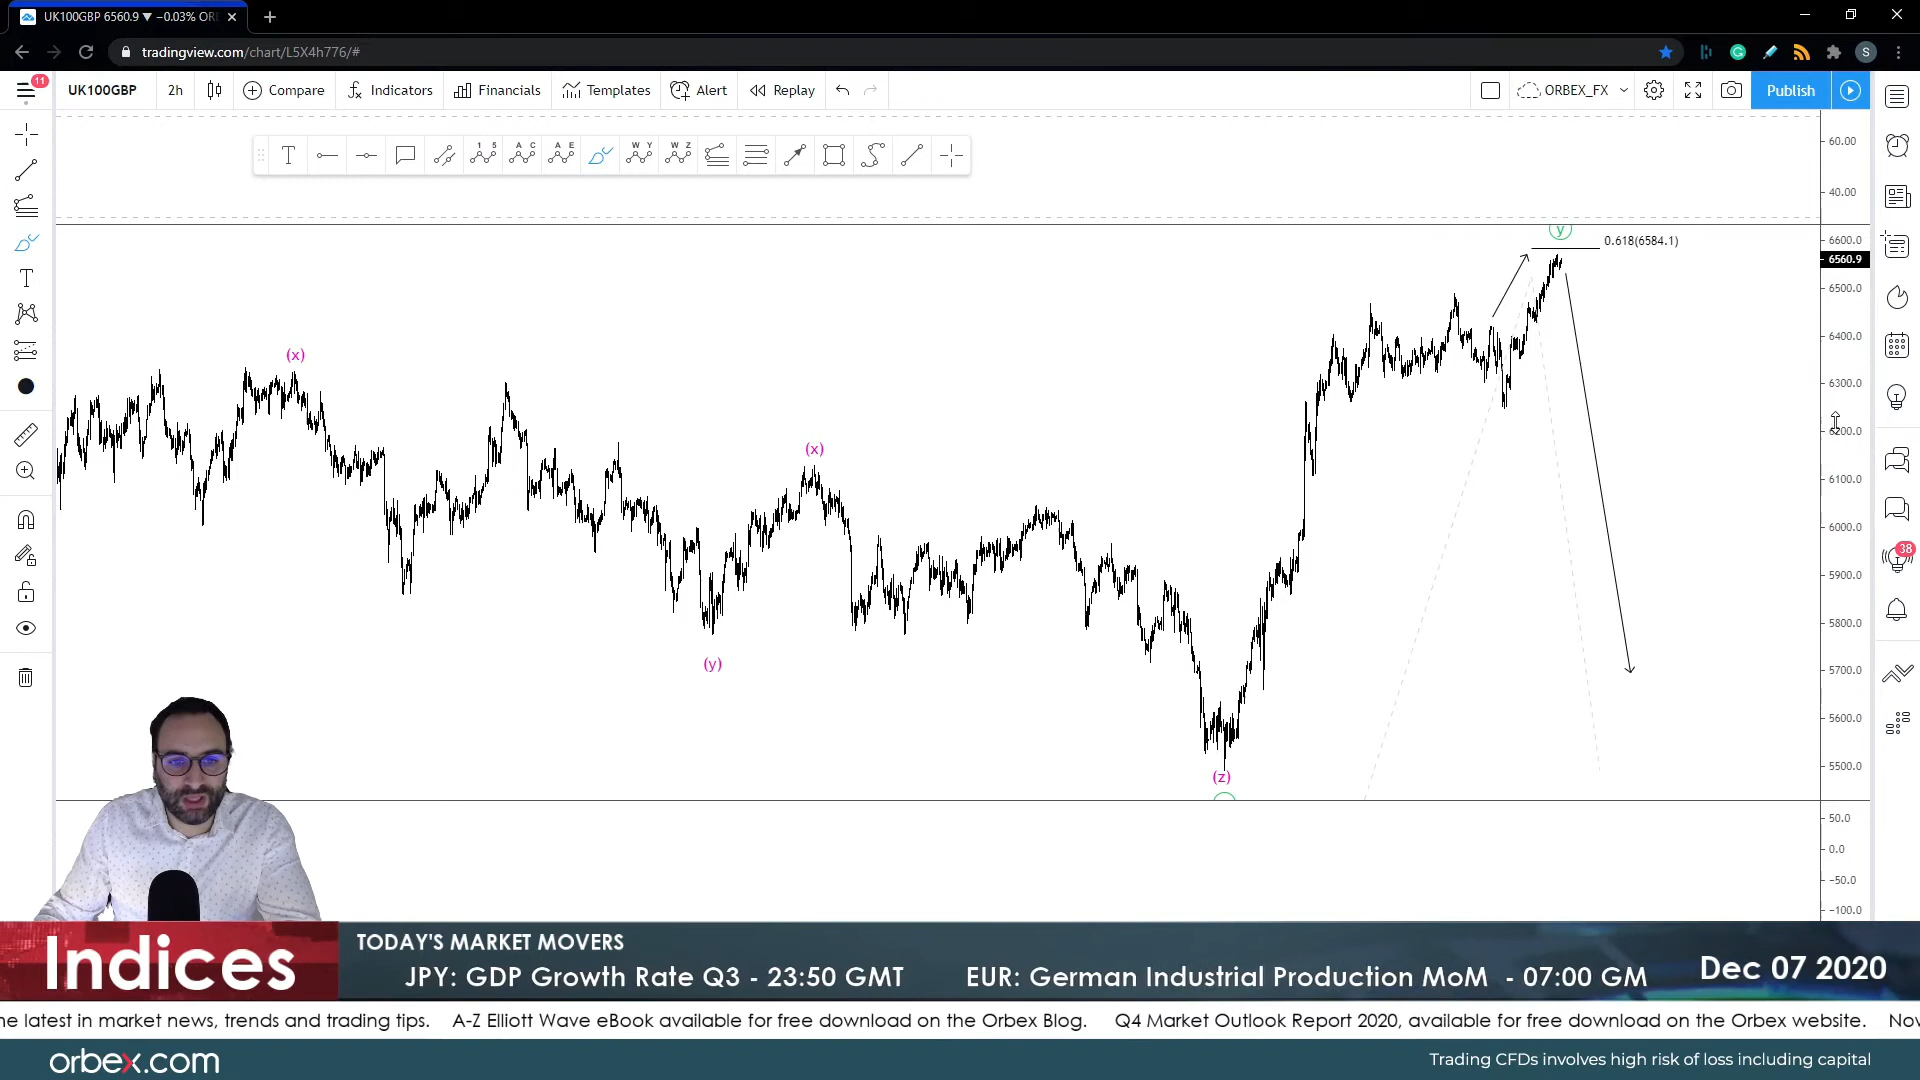 UK100GBP 6560.9 ▼ −0.03% ORB
tradingview.com/chart/L5X4h776/#
S
11
UK100GBP
2h
Compare
Indicators
Financials
Templates
Alert
Replay
ORBEX_FX
Publish
T
1 5
A C
A E
W Y
W Z
60.00
40.00
y
0.618(6584.1)
6600.0
6560.9
6500.0
(x)
6400.0
6300.0
6200.0
(x)
6100.0
6000.0
38
5900.0
5800.0
(y)
5700.0
5600.0
5500.0
(z)
50.0
0.0
−50.0
−100.0
Indices
TODAY'S MARKET MOVERS
JPY: GDP Growth Rate Q3 - 23:50 GMT
EUR: German Industrial Production MoM - 07:00 GM
Dec 07 2020
he latest in market news, trends and trading tips. A-Z Elliott Wave eBook available for free download on the Orbex Blog. Q4 Market Outlook Report 2020, available for free download on the Orbex website. Nov
orbex.com
Trading CFDs involves high risk of loss including capital